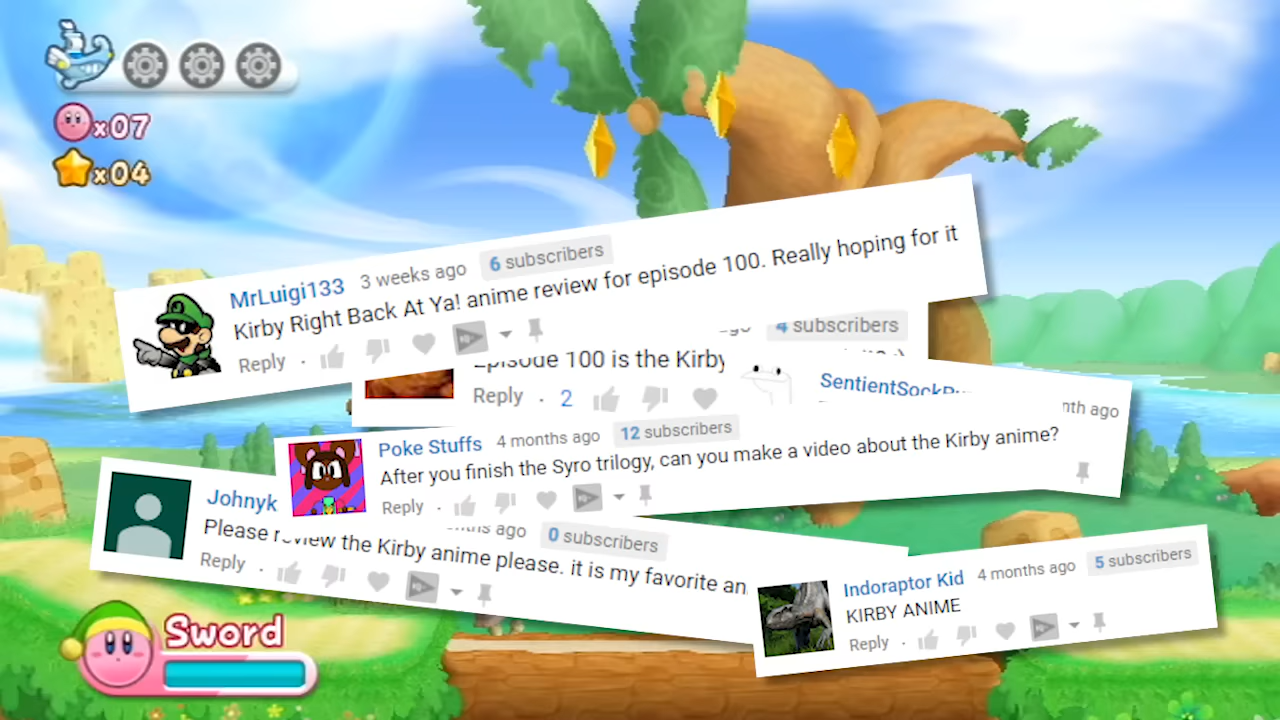 x07
x04
MrLuigi133 3 weeks ago 6 subscribers
Kirby Right Back At Ya! anime review for episode 100. Really hoping for it
Reply
4 subscribers
Episode 100 is the Kirby
Reply · 2
SentientSock
month ago
Poke Stuffs 4 months ago 12 subscribers
After you finish the Syro trilogy, can you make a video about the Kirby anime?
Reply
Johnyk
ago 0 subscribers
Please review the Kirby anime please. it is my favorite an
Reply
Indoraptor Kid 4 months ago 5 subscribers
KIRBY ANIME
Reply
Sword